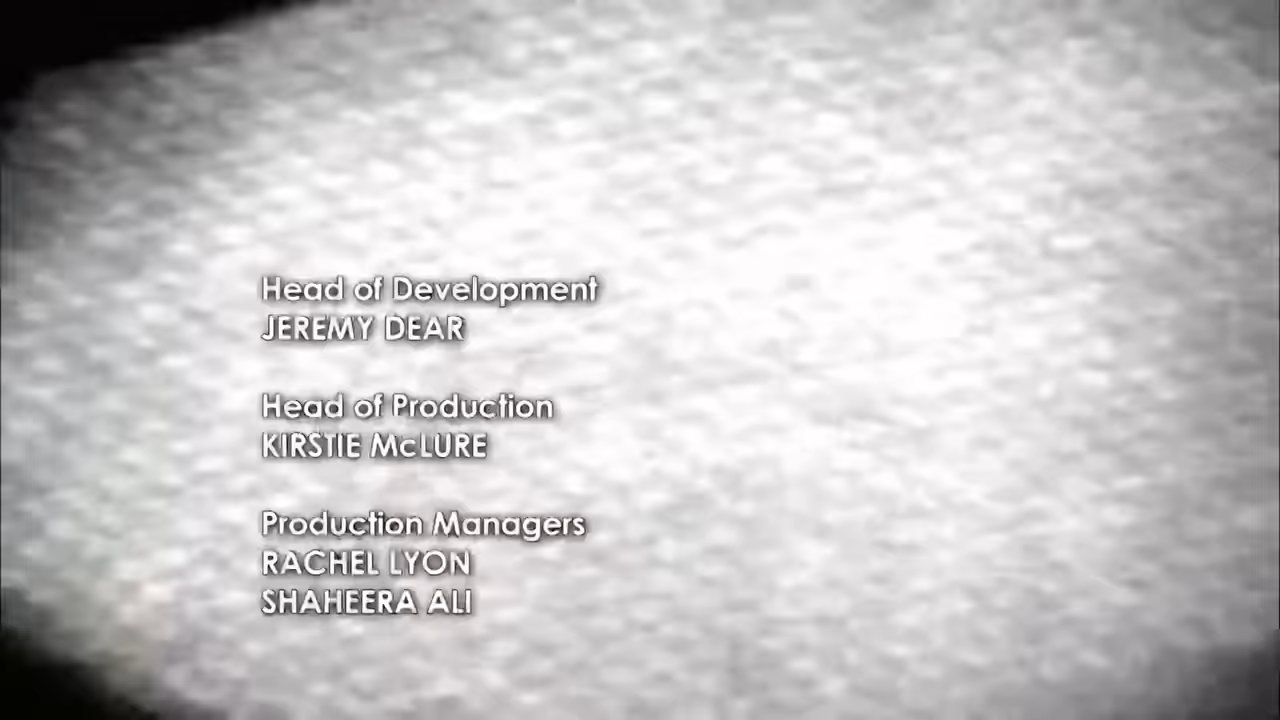 Head of Development
JEREMY DEAR
Head of Production
KIRSTIE McLURE
Production Managers
RACHEL LYON
SHAHEERA ALI